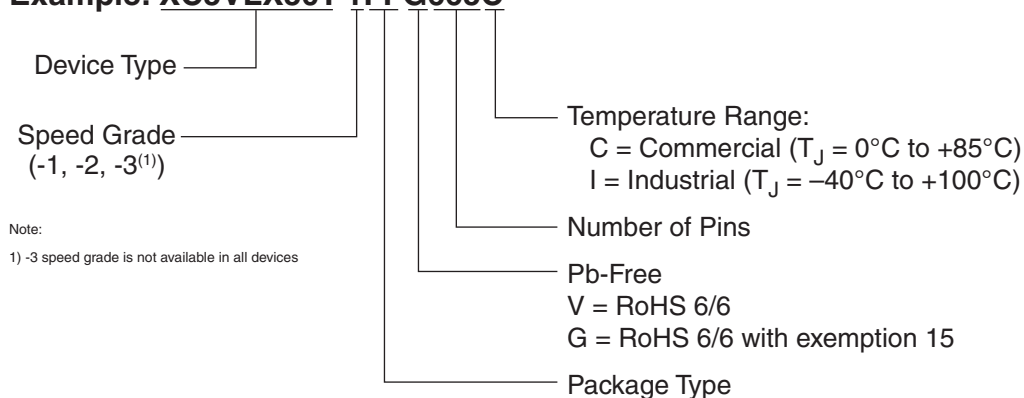 Example:
Device Type
Speed Grade
(-1, -2, -3(1))
Note:
1) -3 speed grade is not available in all devices
Temperature Range:
C = Commercial (TJ = 0°C to +85°C)
I = Industrial (TJ = –40°C to +100°C)
Number of Pins
Pb-Free
V = RoHS 6/6
G = RoHS 6/6 with exemption 15
Package Type